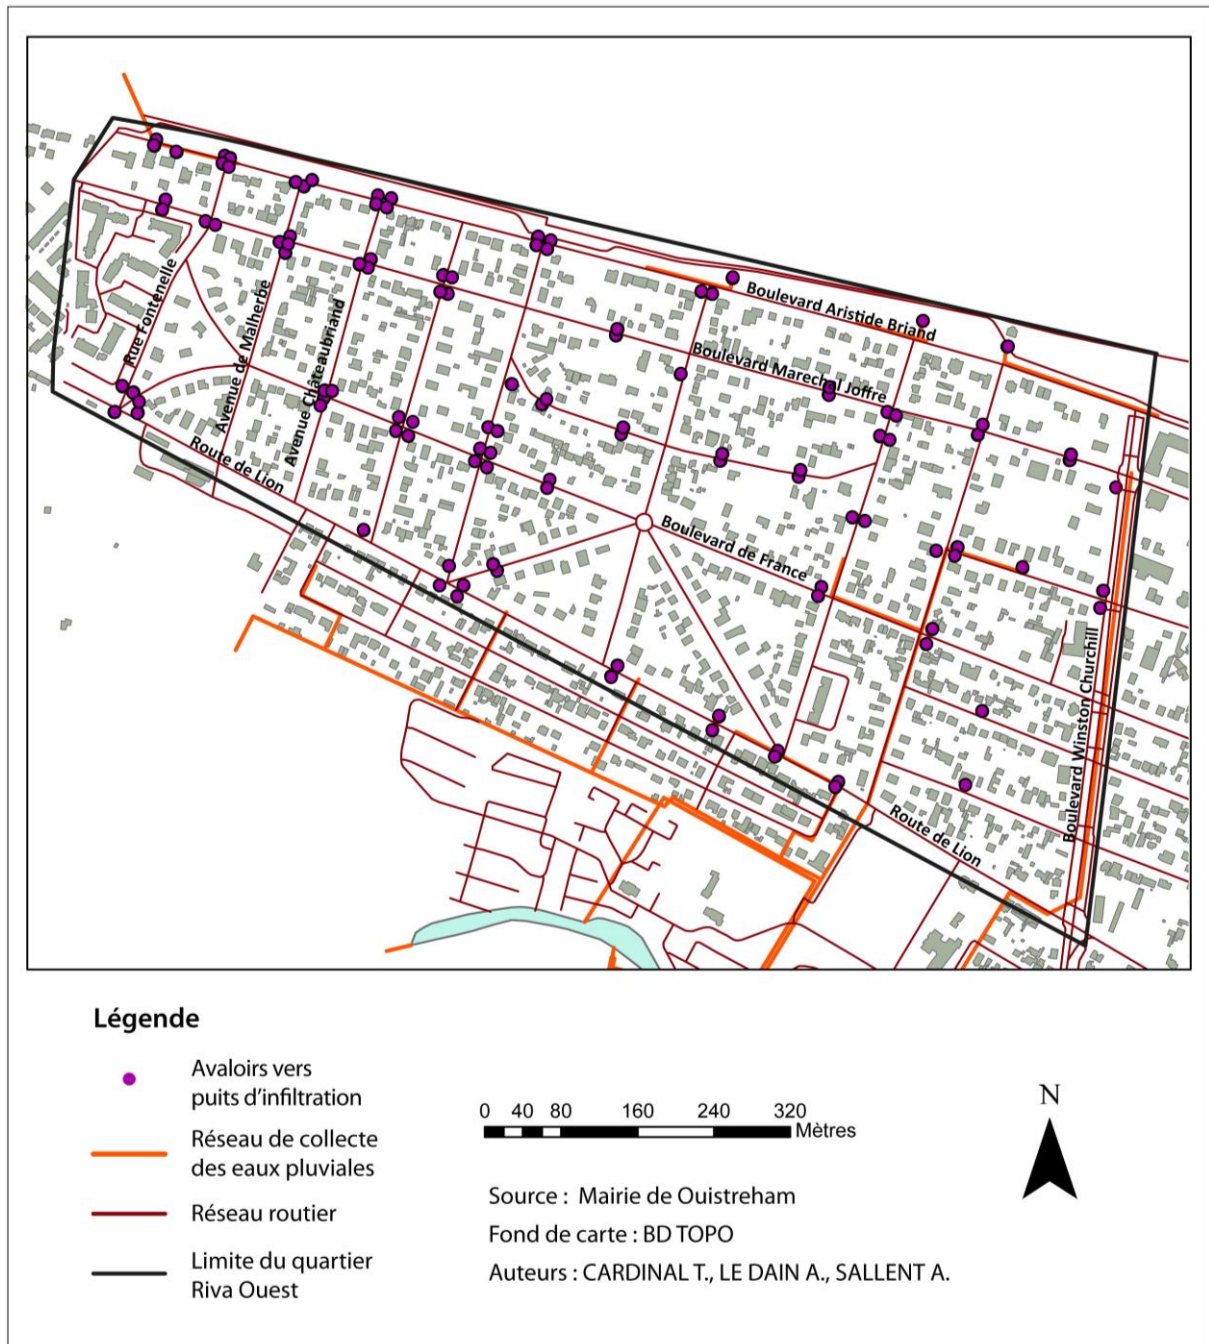 Boulevard Aristide Briand
Boulevard Marechal Joffre
Rue Fontenelle
Avenue de Malherbe
Avenue Châteaubriand
Route de Lion
Boulevard de France
Boulevard Winston Churchill
Route de Lion
Légende
Avaloirs vers
puits d'infiltration
Réseau de collecte
des eaux pluviales
Réseau routier
Limite du quartier
Riva Ouest
0 40 80 160 240 320
Mètres
Source : Mairie de Ouistreham
Fond de carte : BD TOPO
Auteurs : CARDINAL T., LE DAIN A., SALLENT A.
N